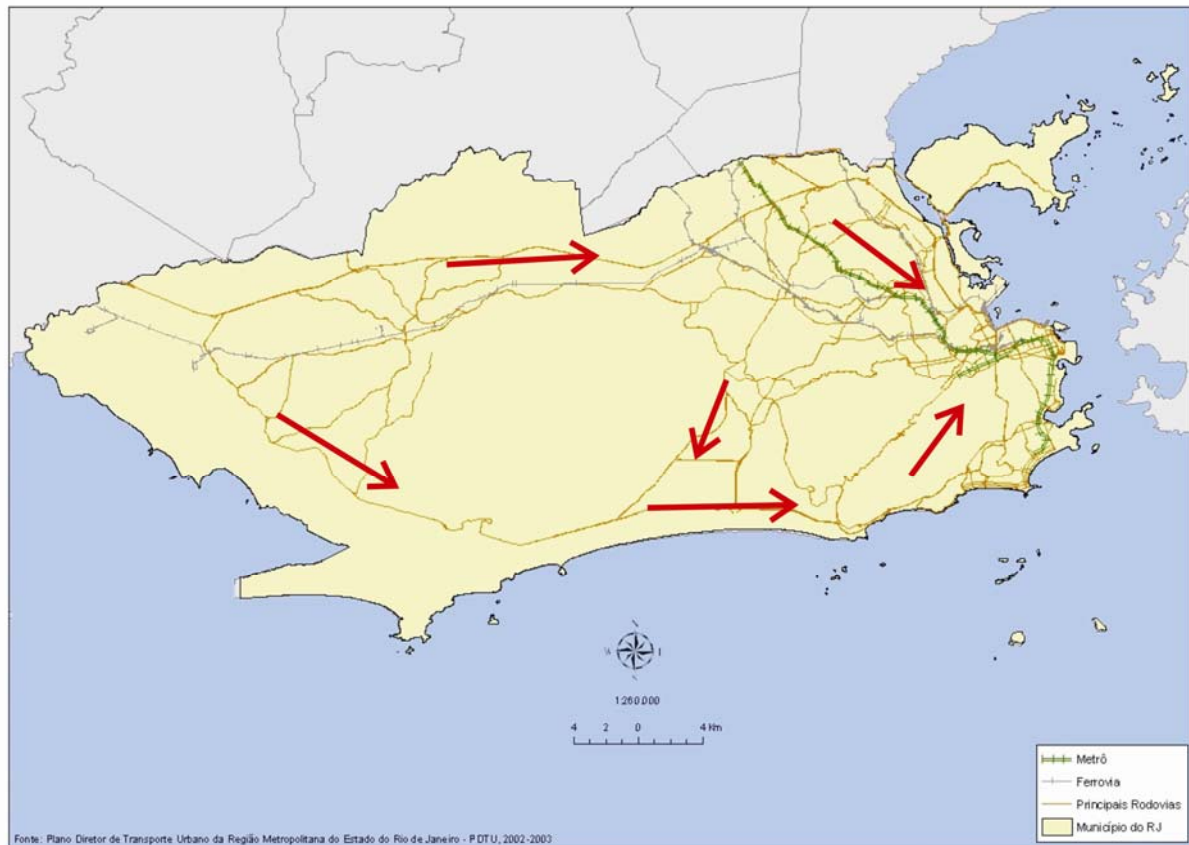 1:260.000
4 2 0 4 Km
Metrô
Ferrovia
Principais Rodovias
Município do RJ
Fonte: Plano Diretor de Transporte Urbano da Região Metropolitana do Estado do Rio de Janeiro - PDTU, 2002-2003